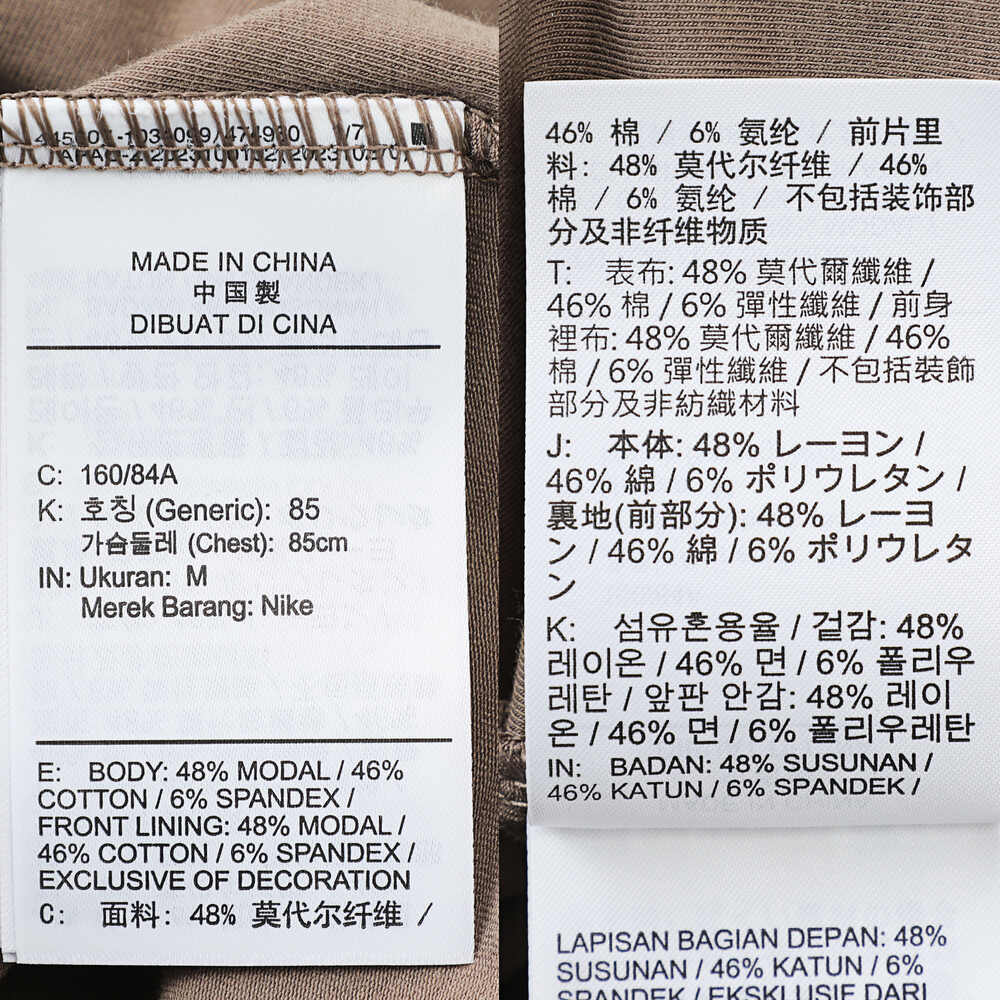 1/7
MADE IN CHINA
中国製
DIBUAT DI CINA
C: 160/84A
K: 호칭 (Generic): 85
가슴둘레 (Chest): 85cm
IN: Ukuran: M
Merek Barang: Nike
E: BODY: 48% MODAL / 46%
COTTON / 6% SPANDEX /
FRONT LINING: 48% MODAL /
46% COTTON / 6% SPANDEX /
EXCLUSIVE OF DECORATION
C: 面料: 48% 莫代尔纤维 /
46% 棉 / 6% 氨纶 / 前片里
料: 48% 莫代尔纤维 / 46%
棉 / 6% 氨纶 / 不包括装饰部
分及非纤维物质
T: 表布: 48% 莫代爾纖維 /
46% 棉 / 6% 彈性纖維 / 前身
裡布: 48% 莫代爾纖維 / 46%
棉 / 6% 彈性纖維 / 不包括裝飾
部分及非紡織材料
J: 本体: 48% レーヨン /
46% 綿 / 6% ポリウレタン /
裏地(前部分): 48% レーヨ
ン / 46% 綿 / 6% ポリウレタ
ン
K: 섬유혼용율 / 겉감: 48%
레이온 / 46% 면 / 6% 폴리우
레탄 / 앞판 안감: 48% 레이
온 / 46% 면 / 6% 폴리우레탄
IN: BADAN: 48% SUSUNAN /
46% KATUN / 6% SPANDEK /
LAPISAN BAGIAN DEPAN: 48%
SUSUNAN / 46% KATUN / 6%
SPANDEK / EKSKLUSIF DARI